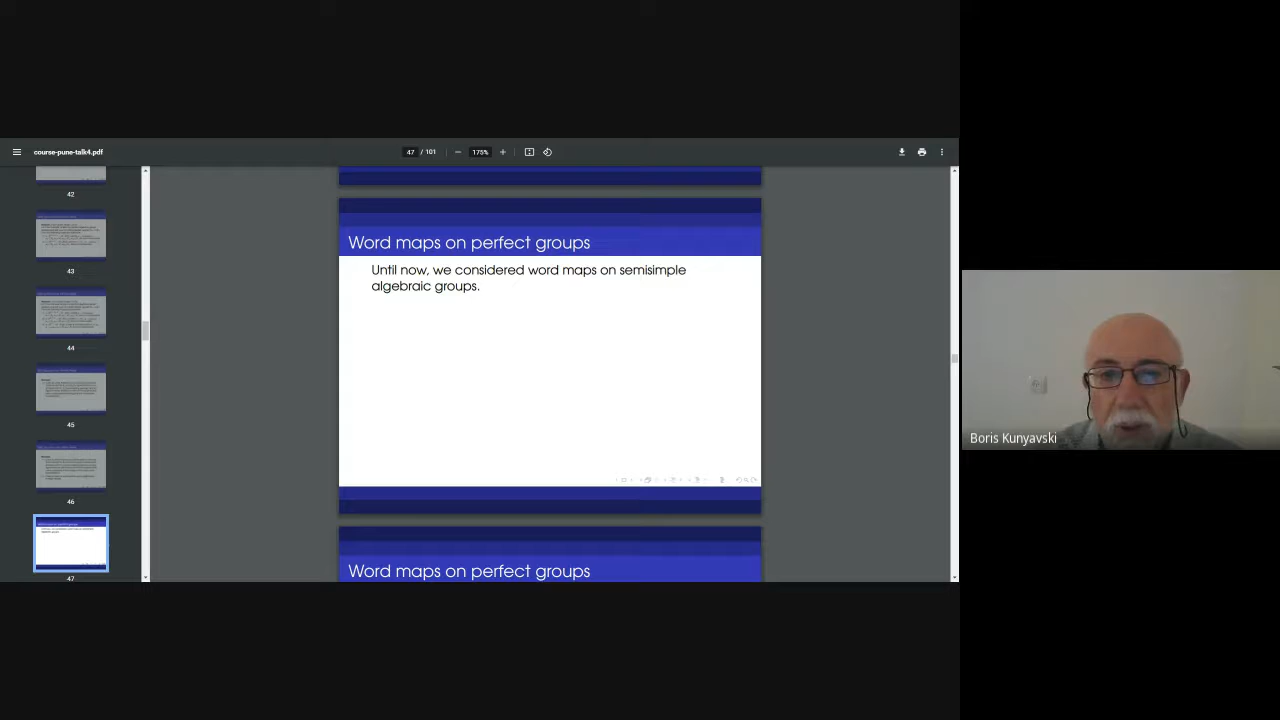 course-pune-talk4.pdf
47 / 101
175%
42
43
44
45
46
47
Word maps on perfect groups
Until now, we considered word maps on semisimple
algebraic groups.
Word maps on perfect groups
Boris Kunyavski